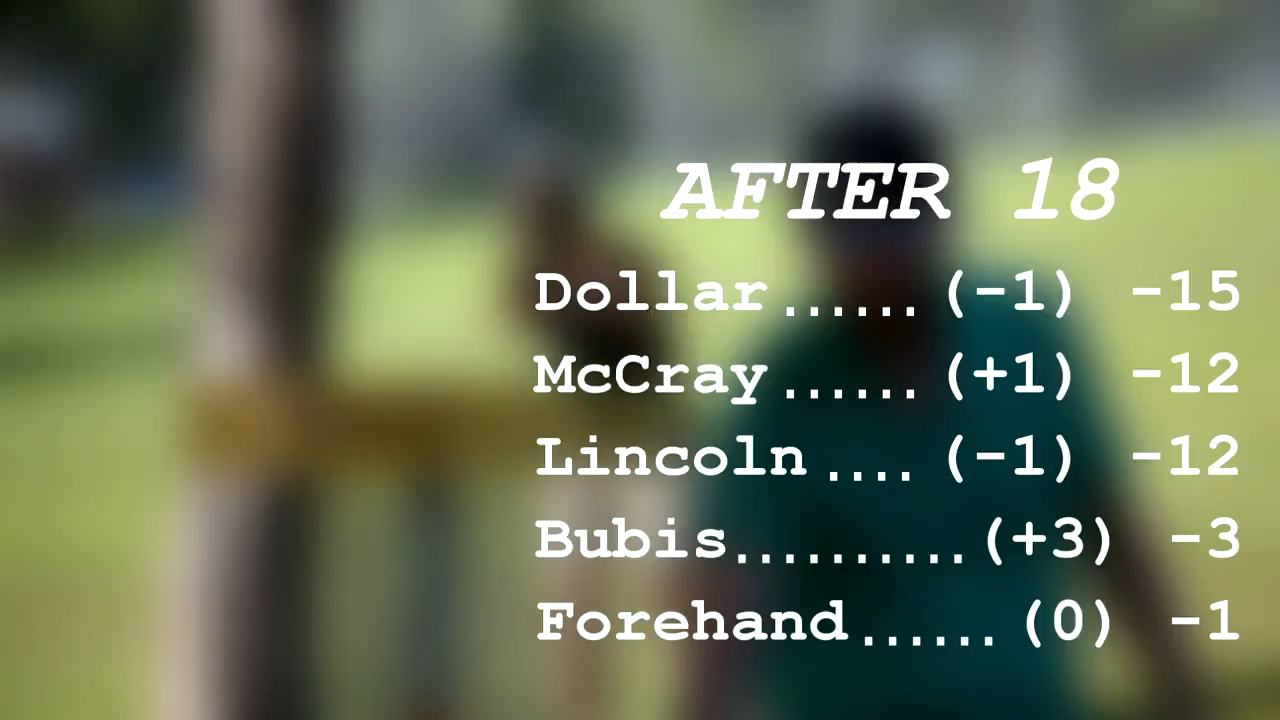 AFTER 18
Dollar......(-1) -15
McCray......(+1) -12
Lincoln....(-1) -12
Bubis..........(+3) -3
Forehand......(0) -1